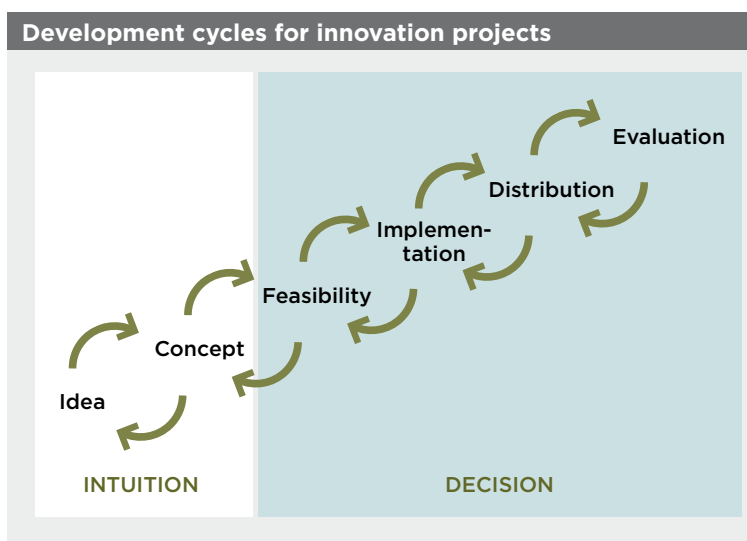 Development cycles for innovation projects
Evaluation
Distribution
Implemen-
tation
Feasibility
Concept
Idea
INTUITION
DECISION